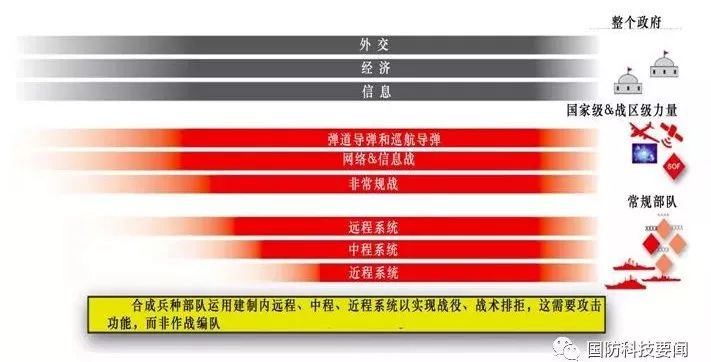 整个政府
外 交
经 济
信 息
国家级&战区级力量
弹道导弹和巡航导弹
网络&信息战
非常规战
SOF
常规部队
远程系统
中程系统
近程系统
XXXX
合成兵种部队运用建制内远程、中程、近程系统以实现战役、战术排拒，这需要攻击
功能，而非作战编队
国防科技要闻